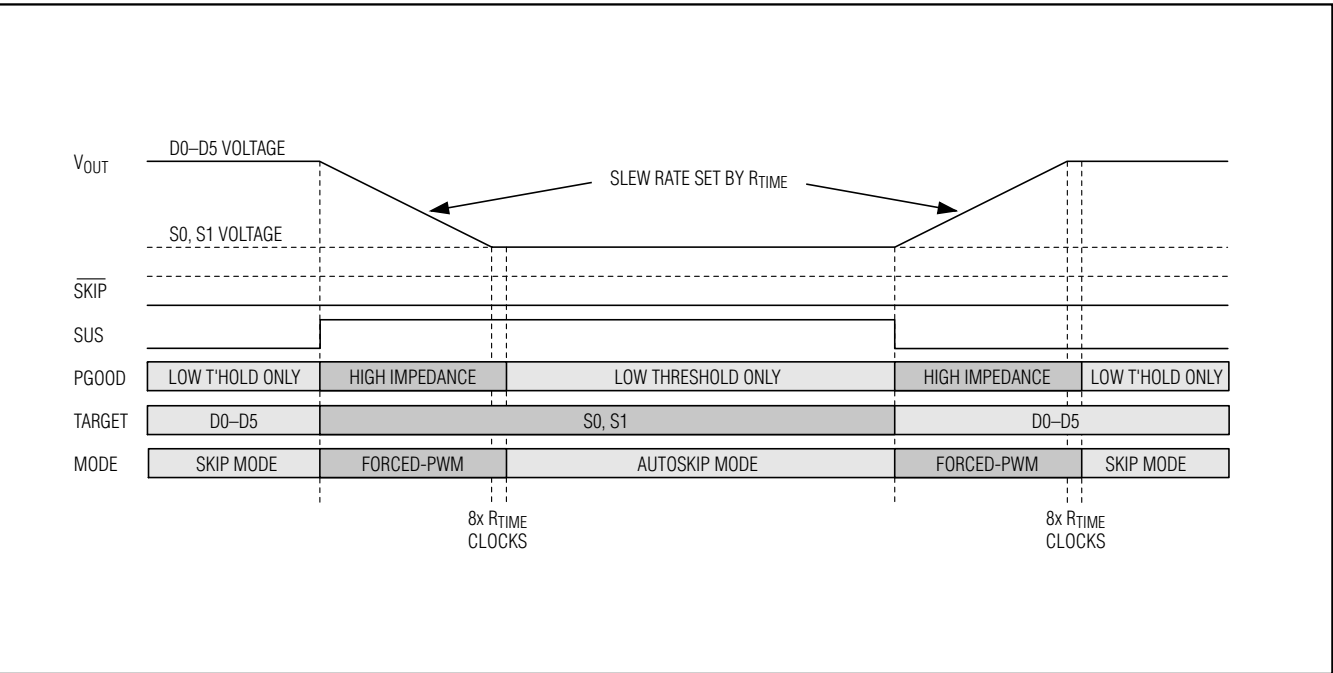 D0–D5 VOLTAGE
VOUT
SLEW RATE SET BY RTIME
S0, S1 VOLTAGE
SKIP
SUS
PGOOD LOW T'HOLD ONLY HIGH IMPEDANCE LOW THRESHOLD ONLY HIGH IMPEDANCE LOW T'HOLD ONLY
TARGET D0–D5 S0, S1 D0–D5
MODE SKIP MODE FORCED-PWM AUTOSKIP MODE FORCED-PWM SKIP MODE
8x RTIME 8x RTIME
CLOCKS CLOCKS